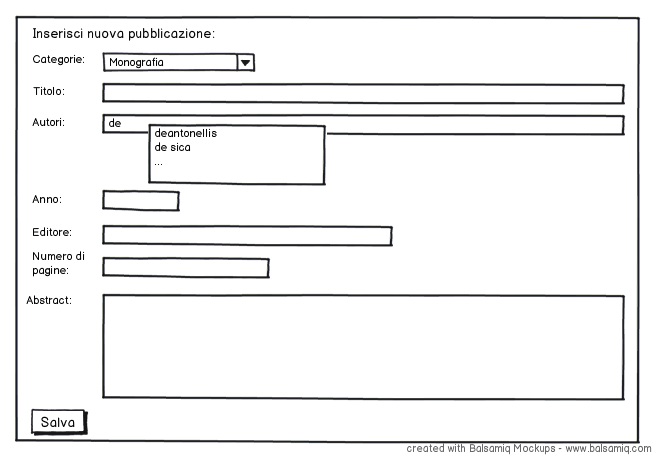 Inserisci nuova pubblicazione:
Categorie: Monografia
Titolo:
Autori: de
deantonellis
de sica
...
Anno:
Editore:
Numero di
pagine:
Abstract:
Salva
created with Balsamiq Mockups - www.balsamiq.com